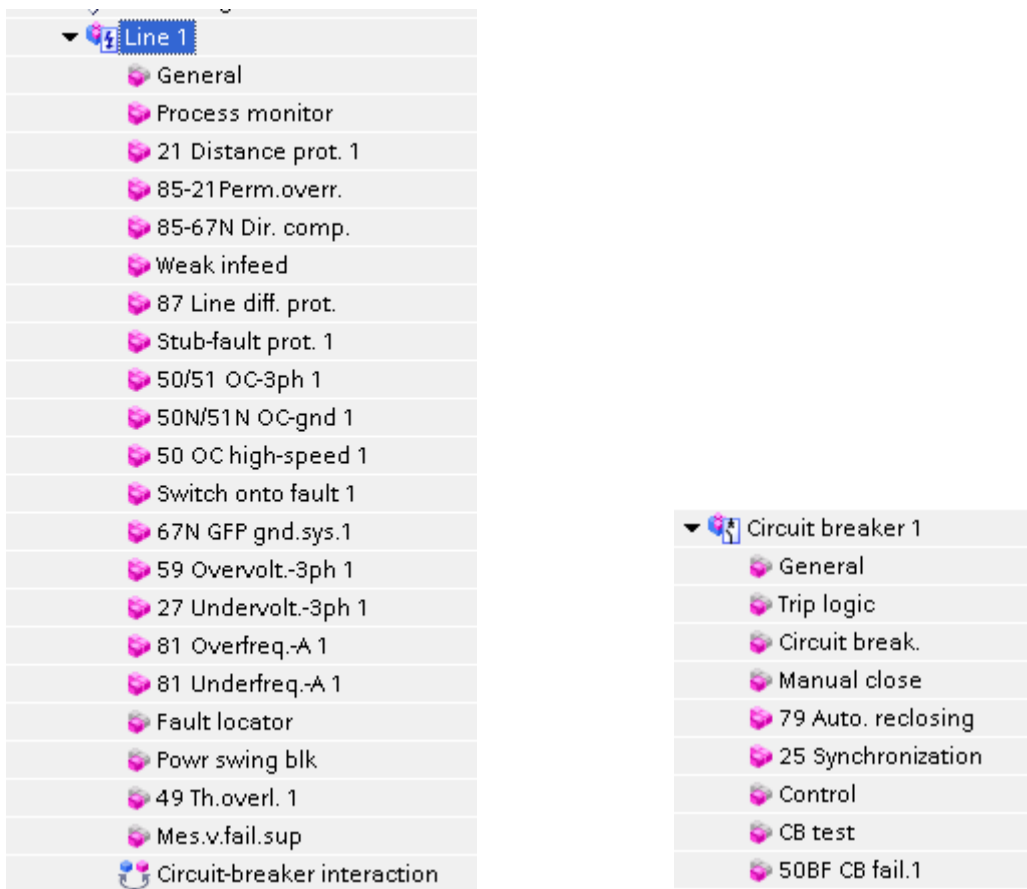 Line 1
General
Process monitor
21 Distance prot. 1
85-21Perm.overr.
85-67N Dir. comp.
Weak infeed
87 Line diff. prot.
Stub-fault prot. 1
50/51 OC-3ph 1
50N/51N OC-gnd 1
50 OC high-speed 1
Switch onto fault 1
67N GFP gnd.sys.1
59 Overvolt.-3ph 1
27 Undervolt.-3ph 1
81 Overfreq.-A 1
81 Underfreq.-A 1
Fault locator
Powr swing blk
49 Th.overl. 1
Mes.v.fail.sup
Circuit-breaker interaction
Circuit breaker 1
General
Trip logic
Circuit break.
Manual close
79 Auto. reclosing
25 Synchronization
Control
CB test
50BF CB fail.1